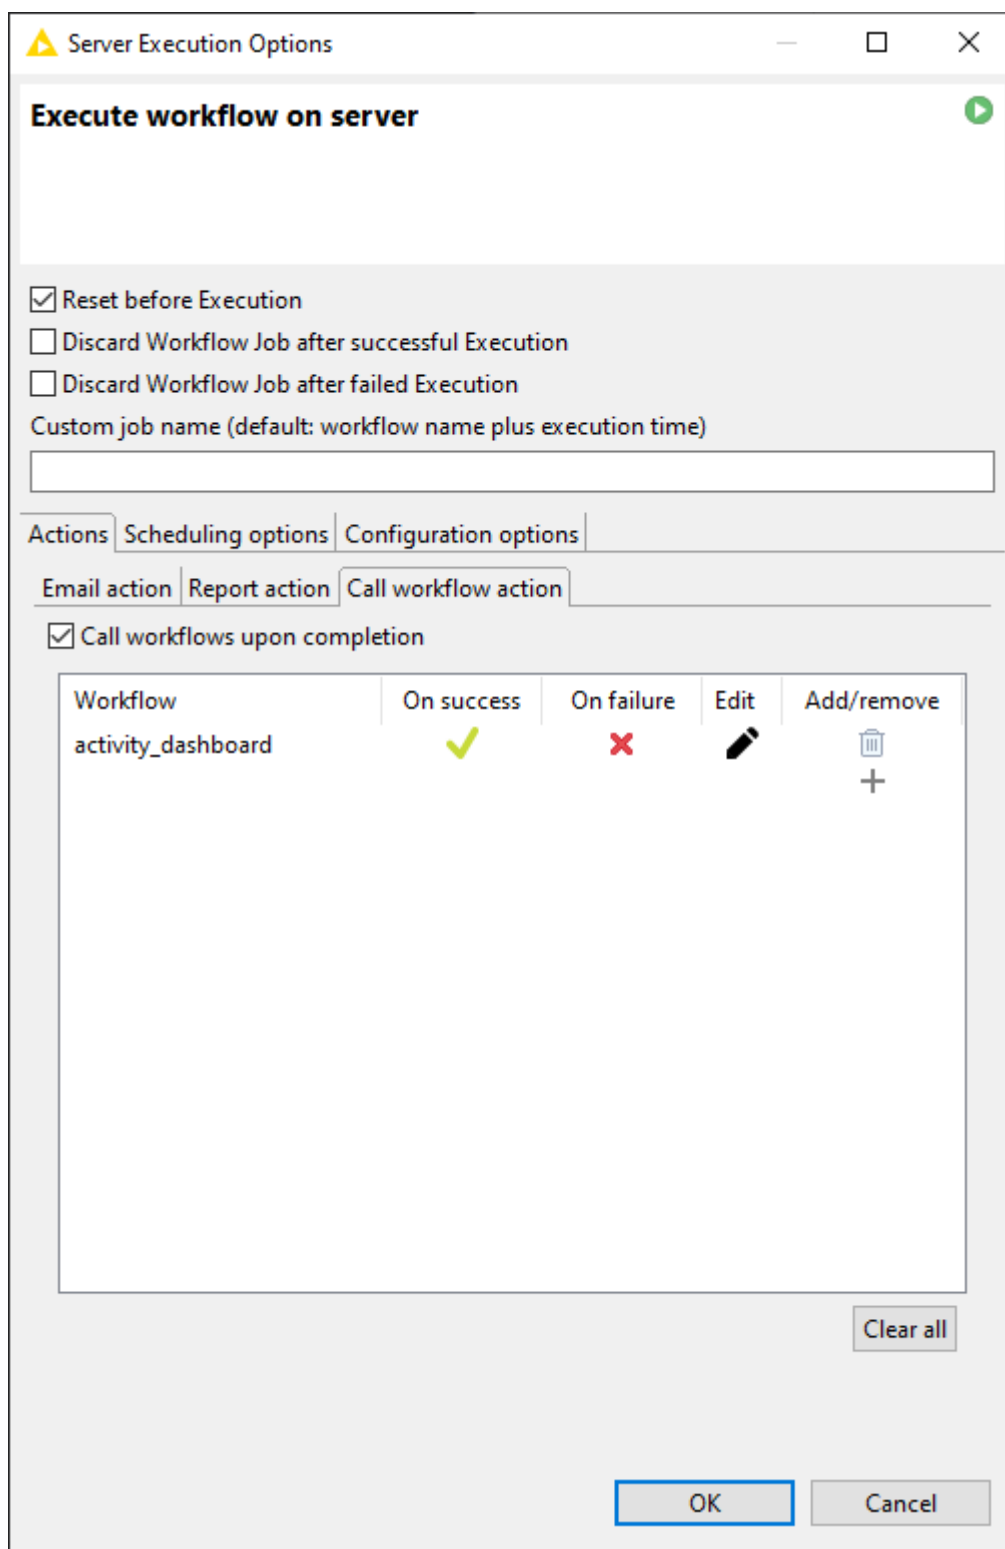 Server Execution Options
Execute workflow on server
Reset before Execution
Discard Workflow Job after successful Execution
Discard Workflow Job after failed Execution
Custom job name (default: workflow name plus execution time)
Actions Scheduling options Configuration options
Email action Report action Call workflow action
Call workflows upon completion
Workflow On success On failure Edit Add/remove
activity_dashboard
Clear all
OK Cancel